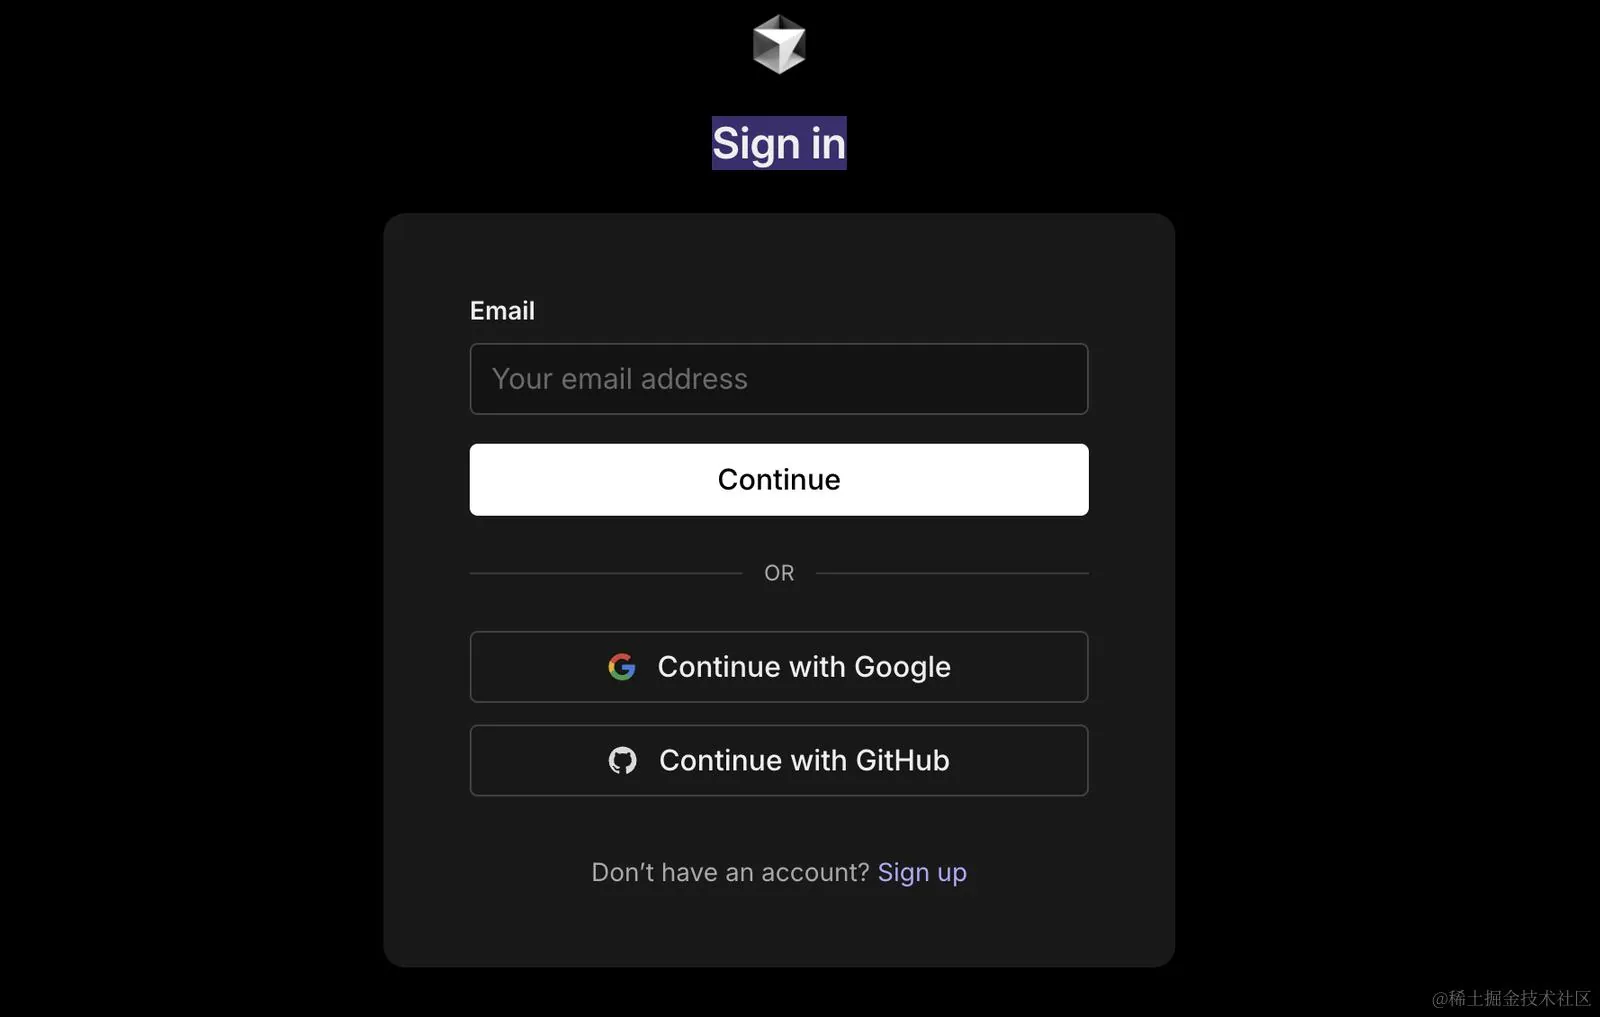 Sign in
Email
Your email address
Continue
OR
Continue with Google
Continue with GitHub
Don’t have an account? Sign up
@稀土掘金技术社区